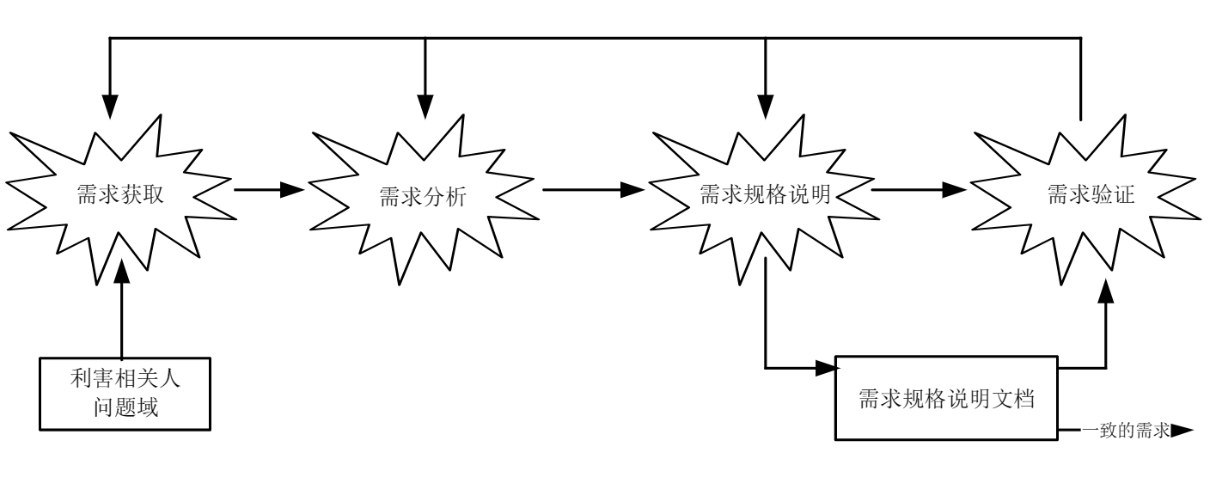 需求获取
需求分析
需求规格说明
需求验证
利害相关人
问题域
需求规格说明文档
一致的需求